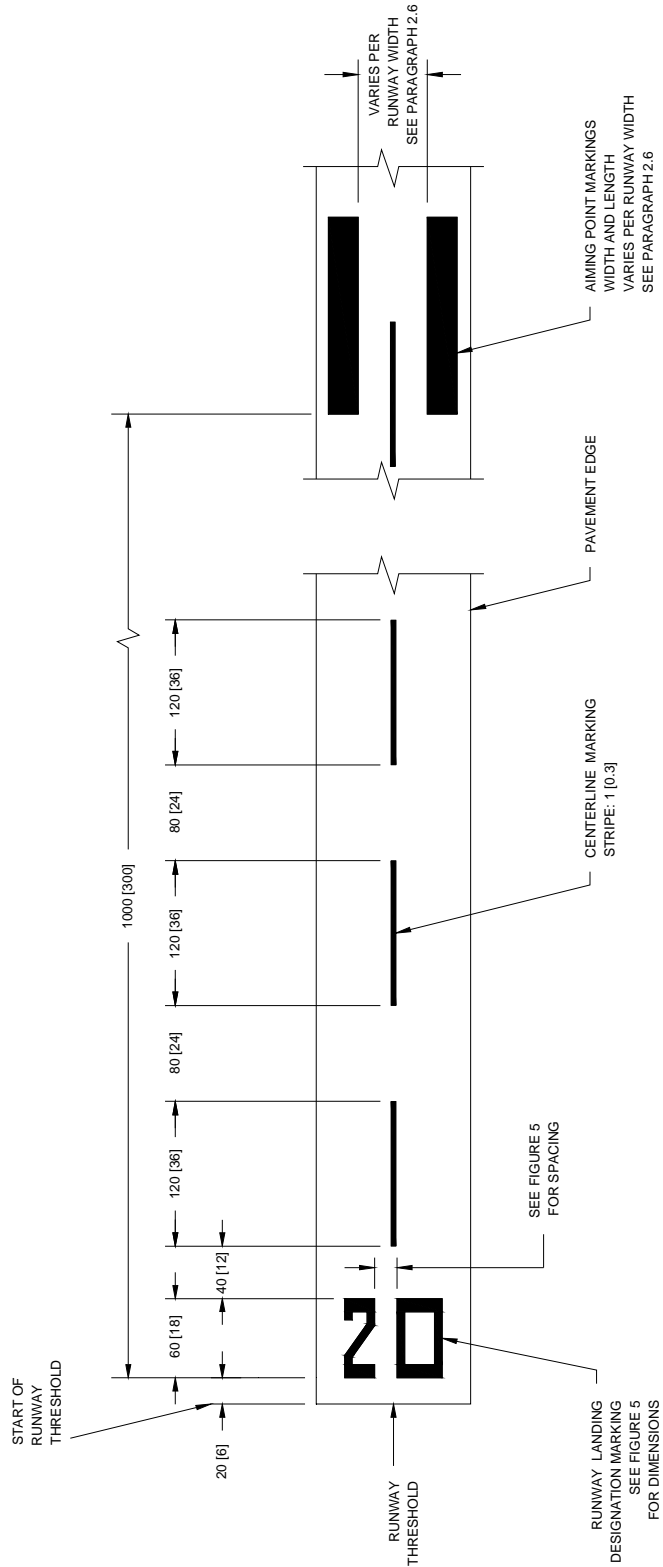 START OF
RUNWAY
THRESHOLD
20 [6]
60 [18]
40 [12]
120 [36]
80 [24]
120 [36]
80 [24]
120 [36]
1000 [300]
VARIES PER
RUNWAY WIDTH
SEE PARAGRAPH 2.6
RUNWAY
THRESHOLD
20
RUNWAY LANDING
DESIGNATION MARKING
SEE FIGURE 5
FOR DIMENSIONS
SEE FIGURE 5
FOR SPACING
CENTERLINE MARKING
STRIPE: 1 [0.3]
PAVEMENT EDGE
AIMING POINT MARKINGS
WIDTH AND LENGTH
VARIES PER RUNWAY WIDTH
SEE PARAGRAPH 2.6